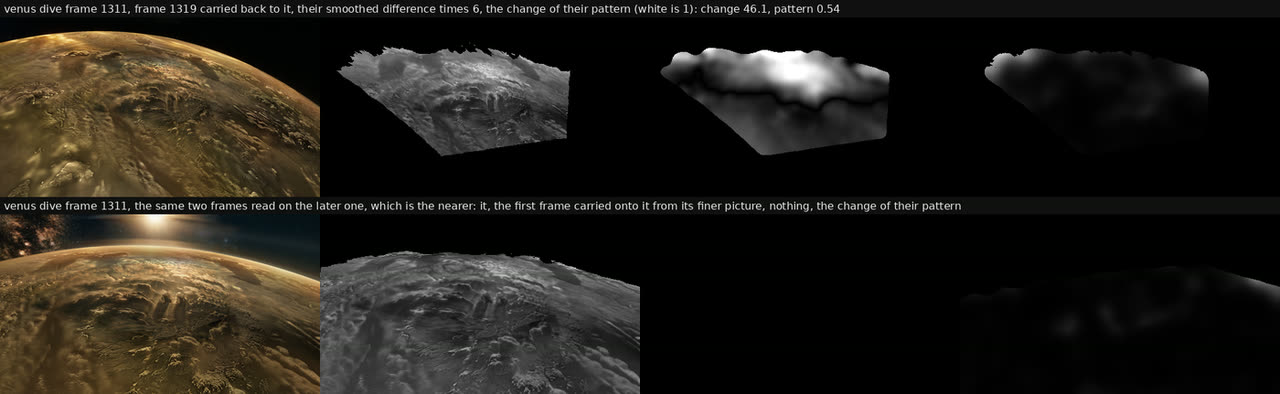 venus dive frame 1311, frame 1319 carried back to it, their smoothed difference times 6, the change of their pattern (white is 1): change 46.1, pattern 0.54
venus dive frame 1311, the same two frames read on the later one, which is the nearer: it, the first frame carried onto it from its finer picture, nothing, the change of their pattern